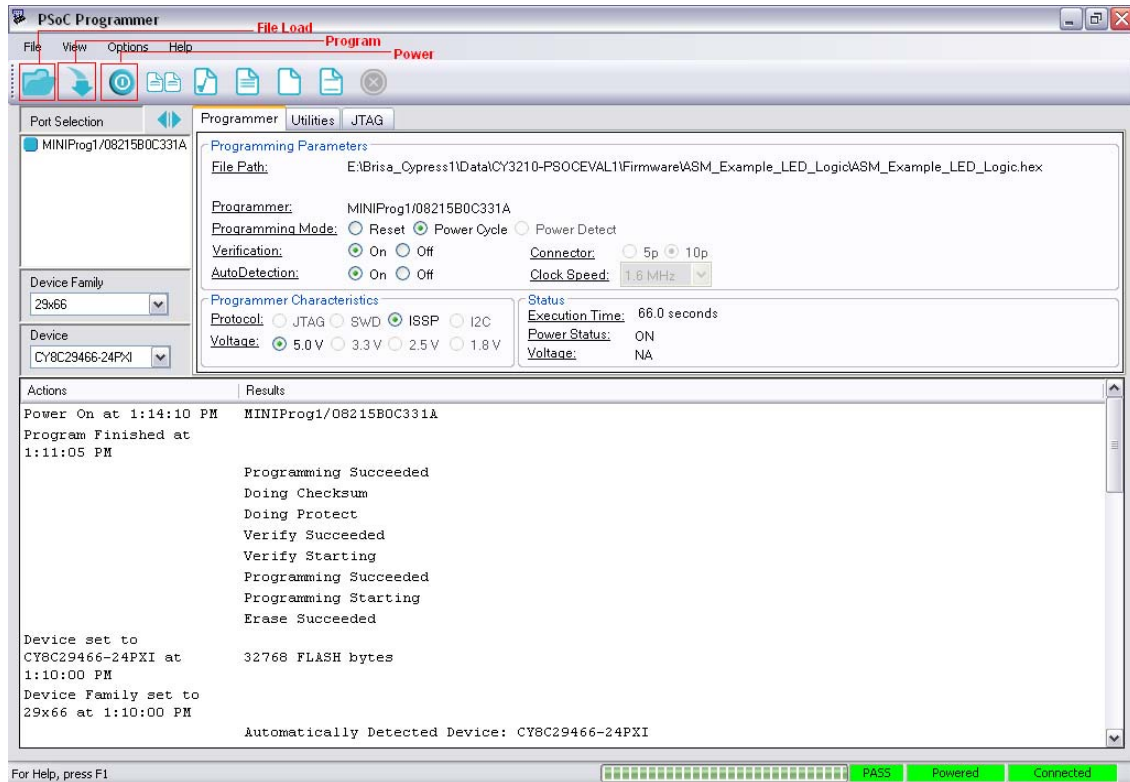 PSoC Programmer
File Load
Program
Power
File View Options Help
Port Selection
MINIProg1/08215B0C331A
Device Family
29x66
Device
CY8C29466-24PXI
Programmer Utilities JTAG
Programming Parameters
File Path: E:\Brisa_Cypress1\Data\CY3210-PSOCEVAL1\Firmware\ASM_Example_LED_Logic\ASM_Example_LED_Logic.hex
Programmer: MINIProg1/08215B0C331A
Programming Mode: Reset Power Cycle Power Detect
Verification: On Off Connector: 5p 10p
AutoDetection: On Off Clock Speed: 1.6 MHz
Programmer Characteristics
Protocol: JTAG SWD ISSP I2C
Voltage: 5.0 V 3.3 V 2.5 V 1.8 V
Status
Execution Time: 66.0 seconds
Power Status: ON
Voltage: NA
Actions Results
Power On at 1:14:10 PM MINIProg1/08215B0C331A
Program Finished at
1:11:05 PM
Programming Succeeded
Doing Checksum
Doing Protect
Verify Succeeded
Verify Starting
Programming Succeeded
Programming Starting
Erase Succeeded
Device set to
CY8C29466-24PXI at 32768 FLASH bytes
1:10:00 PM
Device Family set to
29x66 at 1:10:00 PM
Automatically Detected Device: CY8C29466-24PXI
For Help, press F1 PASS Powered Connected